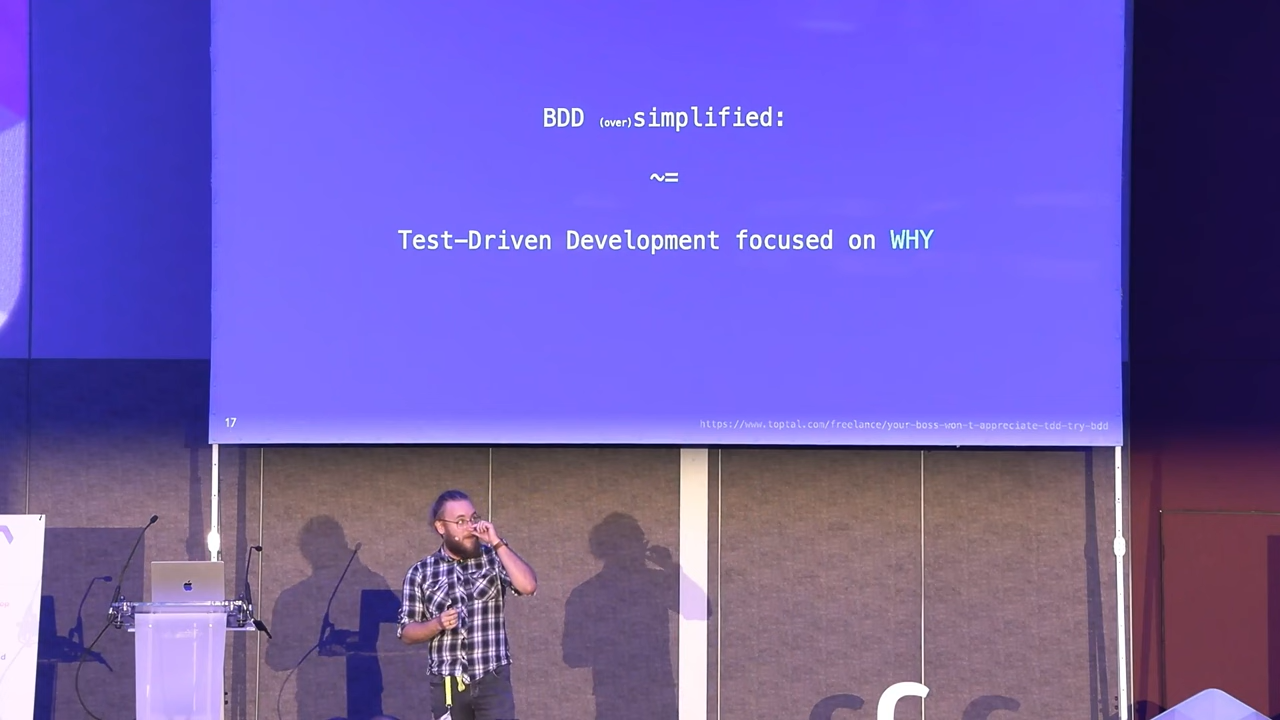 BDD (over)simplified:
~=
Test-Driven Development focused on WHY
17
https://www.toptal.com/freelance/your-boss-won-t-appreciate-tdd-try-bdd